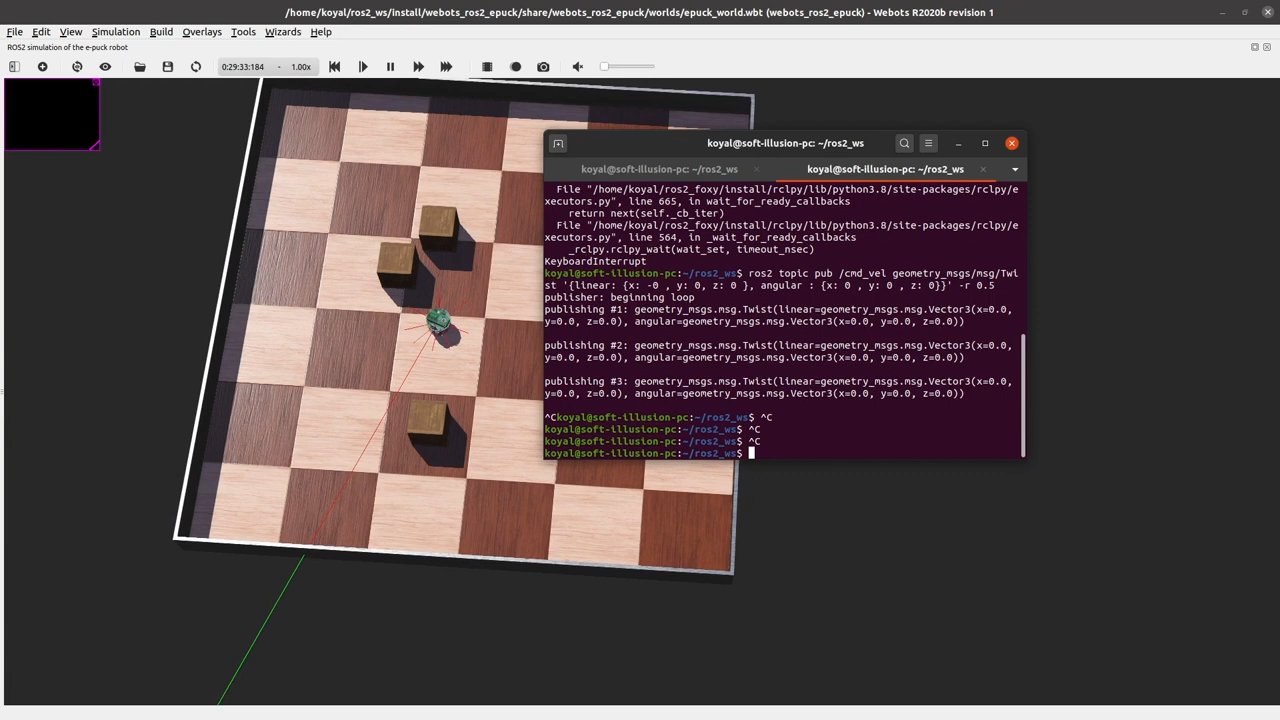 /home/koyal/ros2_ws/install/webots_ros2_epuck/share/webots_ros2_epuck/worlds/epuck_world.wbt (webots_ros2_epuck) - Webots R2020b revision 1
File Edit View Simulation Build Overlays Tools Wizards Help
ROS2 simulation of the e-puck robot
0:29:33:184 - 1.00x
koyal@soft-illusion-pc: ~/ros2_ws
koyal@soft-illusion-pc: ~/ros2_ws × koyal@soft-illusion-pc: ~/ros2_ws ×
File "/home/koyal/ros2_foxy/install/rclpy/lib/python3.8/site-packages/rclpy/e
xecutors.py", line 665, in wait_for_ready_callbacks
return next(self._cb_iter)
File "/home/koyal/ros2_foxy/install/rclpy/lib/python3.8/site-packages/rclpy/e
xecutors.py", line 564, in _wait_for_ready_callbacks
_rclpy.rclpy_wait(wait_set, timeout_nsec)
KeyboardInterrupt
koyal@soft-illusion-pc:~/ros2_ws$ ros2 topic pub /cmd_vel geometry_msgs/msg/Twi
st '{linear: {x: -0 , y: 0, z: 0 }, angular : {x: 0 , y: 0 , z: 0}}' -r 0.5
publisher: beginning loop
publishing #1: geometry_msgs.msg.Twist(linear=geometry_msgs.msg.Vector3(x=0.0,
y=0.0, z=0.0), angular=geometry_msgs.msg.Vector3(x=0.0, y=0.0, z=0.0))
publishing #2: geometry_msgs.msg.Twist(linear=geometry_msgs.msg.Vector3(x=0.0,
y=0.0, z=0.0), angular=geometry_msgs.msg.Vector3(x=0.0, y=0.0, z=0.0))
publishing #3: geometry_msgs.msg.Twist(linear=geometry_msgs.msg.Vector3(x=0.0,
y=0.0, z=0.0), angular=geometry_msgs.msg.Vector3(x=0.0, y=0.0, z=0.0))
^Ckoyal@soft-illusion-pc:~/ros2_ws$ ^C
koyal@soft-illusion-pc:~/ros2_ws$ ^C
koyal@soft-illusion-pc:~/ros2_ws$ ^C
koyal@soft-illusion-pc:~/ros2_ws$